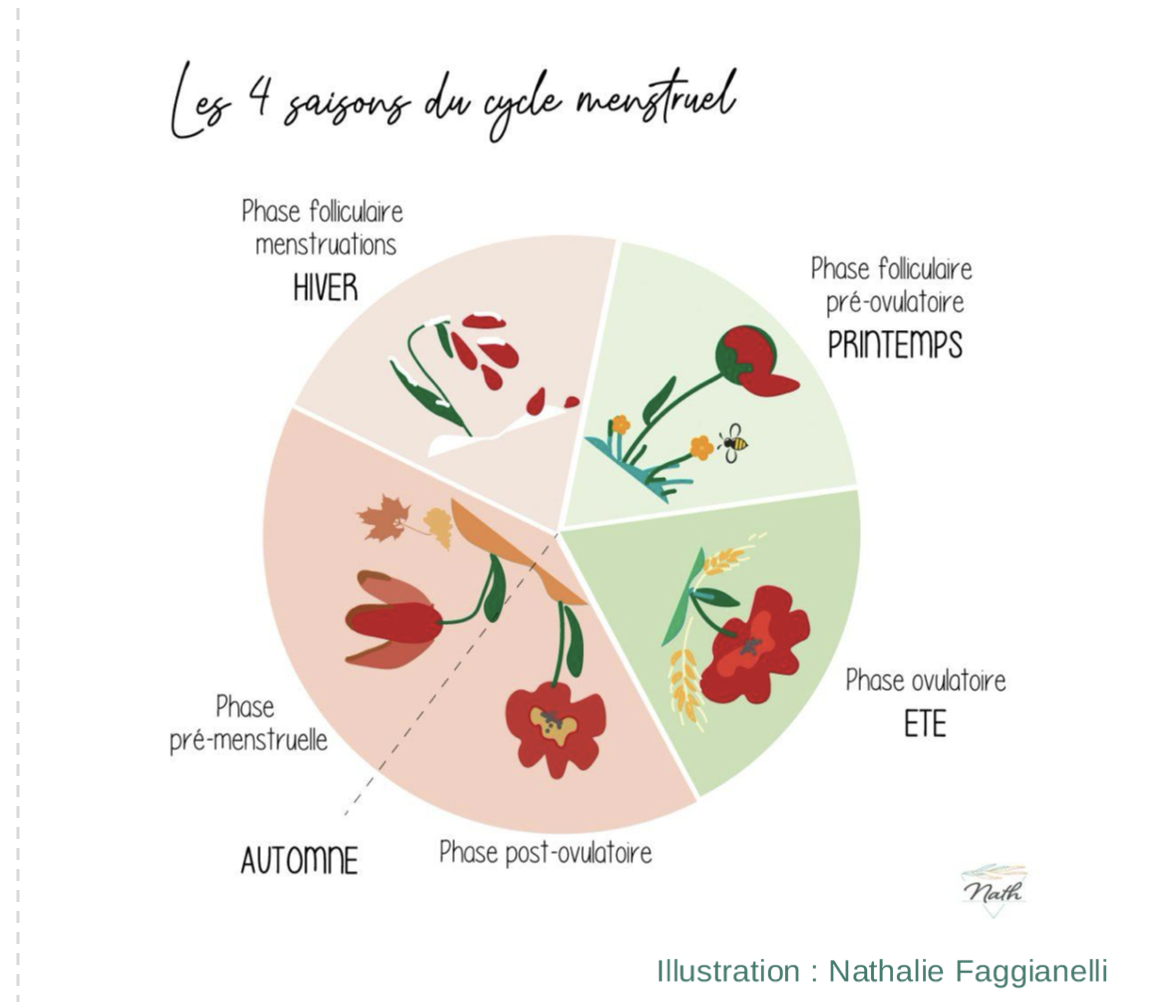 Les 4 saisons du cycle menstruel
Phase folliculaire
menstruations
HIVER
Phase folliculaire
pré-ovulatoire
PRINTEMPS
Phase ovulatoire
ETE
Phase
pré-menstruelle
AUTOMNE
Phase post-ovulatoire
Nath
Illustration : Nathalie Faggianelli